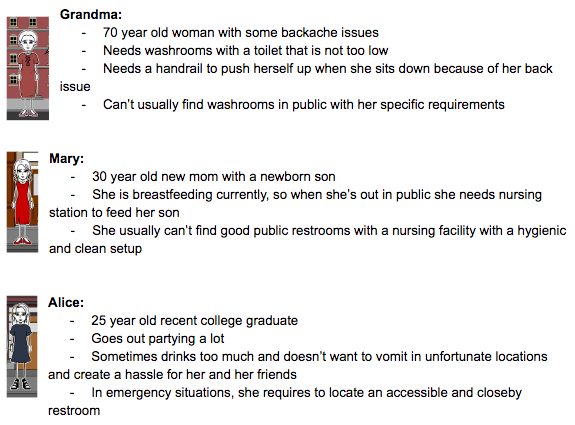 Grandma:
- 70 year old woman with some backache issues
- Needs washrooms with a toilet that is not too low
- Needs a handrail to push herself up when she sits down because of her back
issue
- Can't usually find washrooms in public with her specific requirements
Mary:
- 30 year old new mom with a newborn son
- She is breastfeeding currently, so when she's out in public she needs nursing
station to feed her son
- She usually can't find good public restrooms with a nursing facility with a hygienic
and clean setup
Alice:
- 25 year old recent college graduate
- Goes out partying a lot
- Sometimes drinks too much and doesn't want to vomit in unfortunate locations
and create a hassle for her and her friends
- In emergency situations, she requires to locate an accessible and closeby
restroom